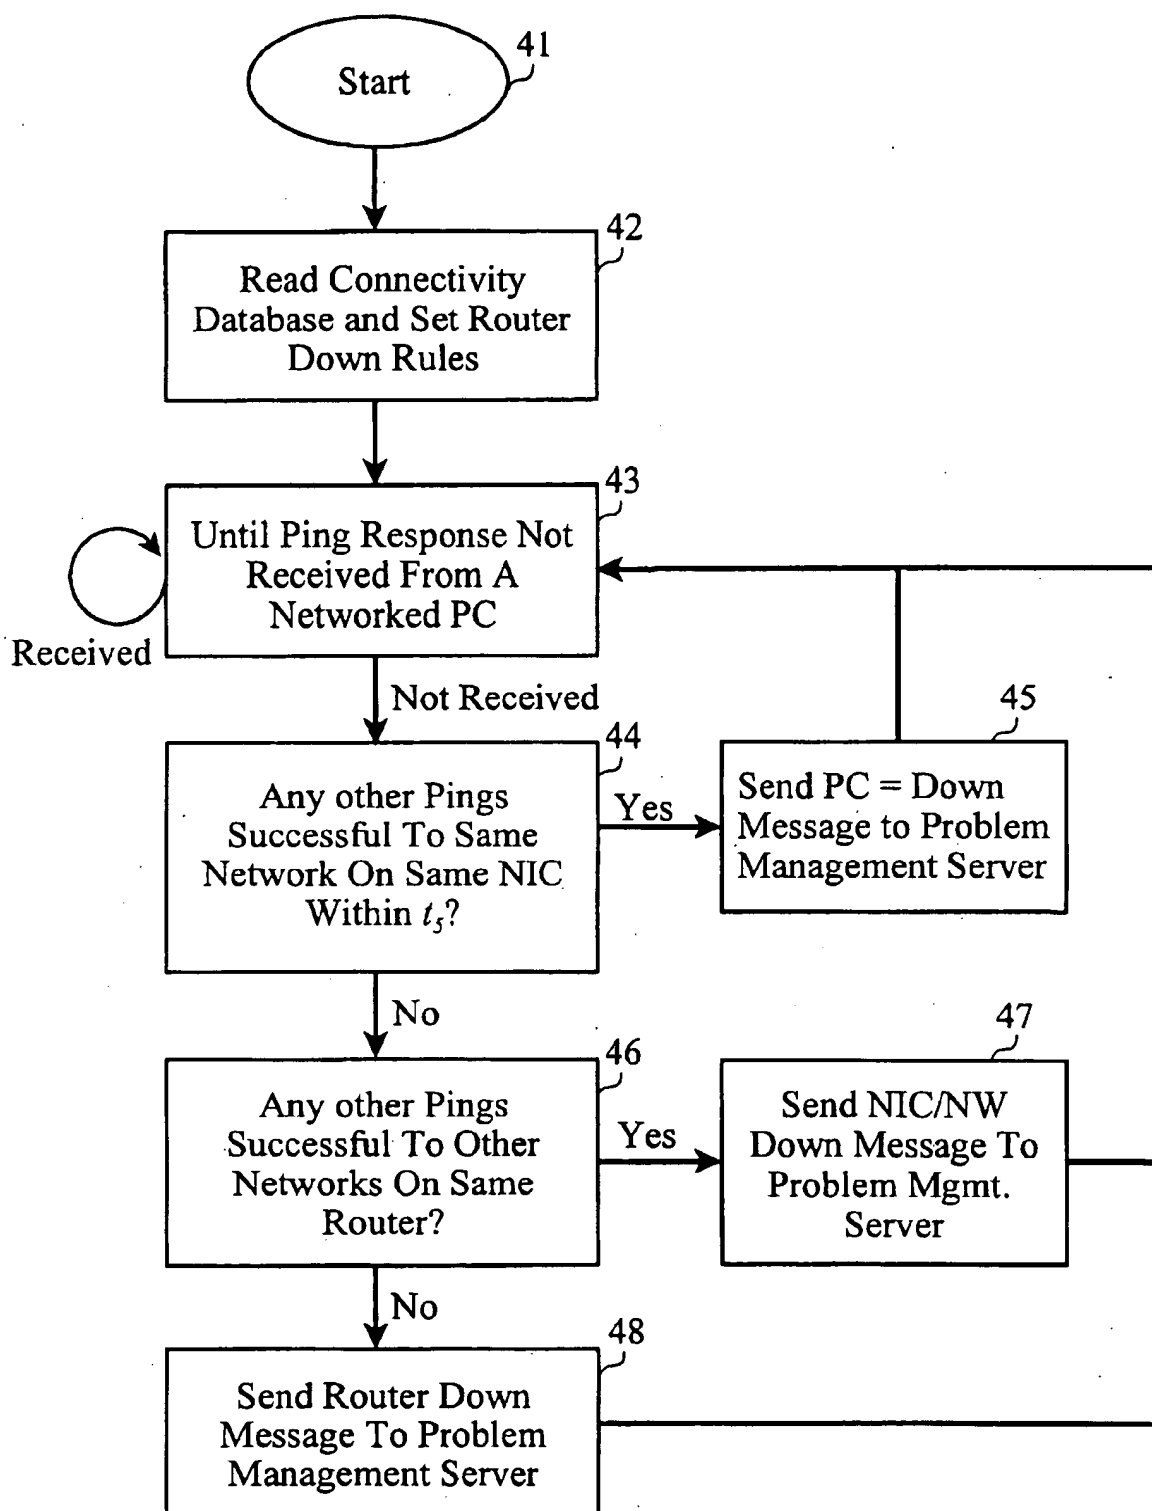 41
Start
42
Read Connectivity
Database and Set Router
Down Rules
43
Until Ping Response Not
Received From A
Networked PC
Received
Not Received
44
Any other Pings
Successful To Same
Network On Same NIC
Within t5?
Yes
45
Send PC = Down
Message to Problem
Management Server
No
46
Any other Pings
Successful To Other
Networks On Same
Router?
Yes
47
Send NIC/NW
Down Message To
Problem Mgmt.
Server
No
48
Send Router Down
Message To Problem
Management Server